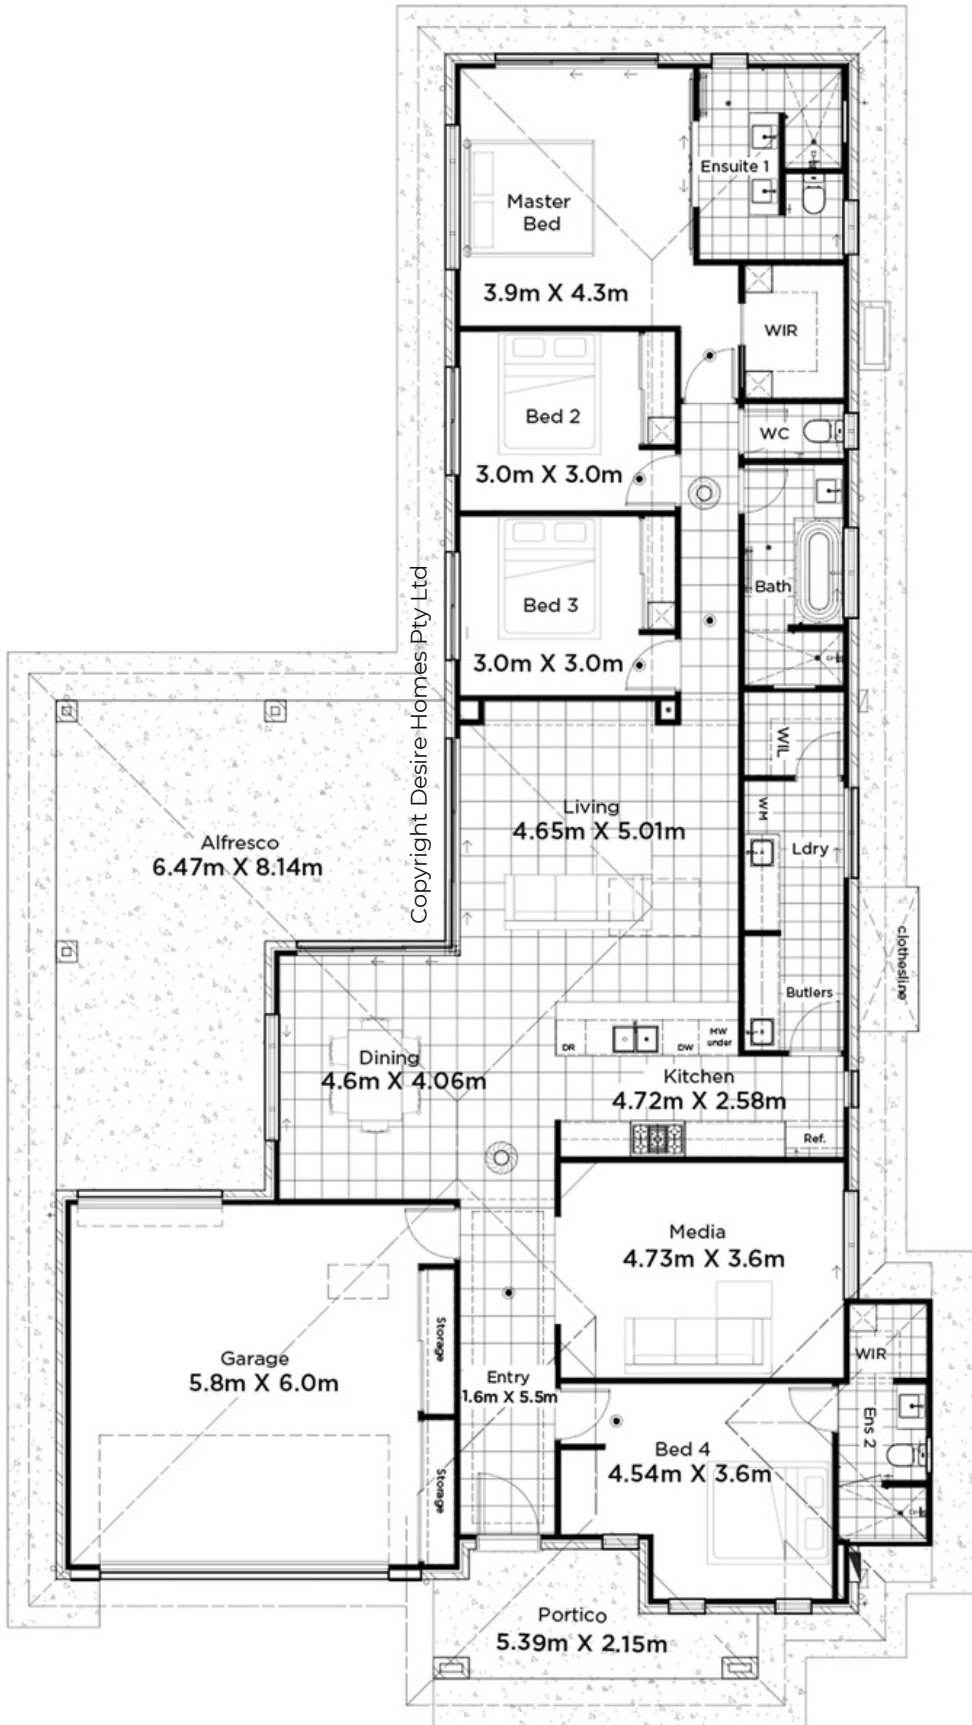 Ensuite 1
Master
Bed
3.9m X 4.3m
WIR
Bed 2
WC
3.0m X 3.0m
Bath
Bed 3
3.0m X 3.0m
Copyright Desire Homes Pty Ltd
WIL
WM
Living
4.65m X 5.01m
Ldry
Alfresco
6.47m X 8.14m
clothesline
Butlers
DR
DW
MW
under
Dining
4.6m X 4.06m
Kitchen
4.72m X 2.58m
Ref.
Media
4.73m X 3.6m
Storage
WIR
Garage
5.8m X 6.0m
Entry
1.6m X 5.5m
Ens 2
Bed 4
4.54m X 3.6m
Storage
Portico
5.39m X 2.15m